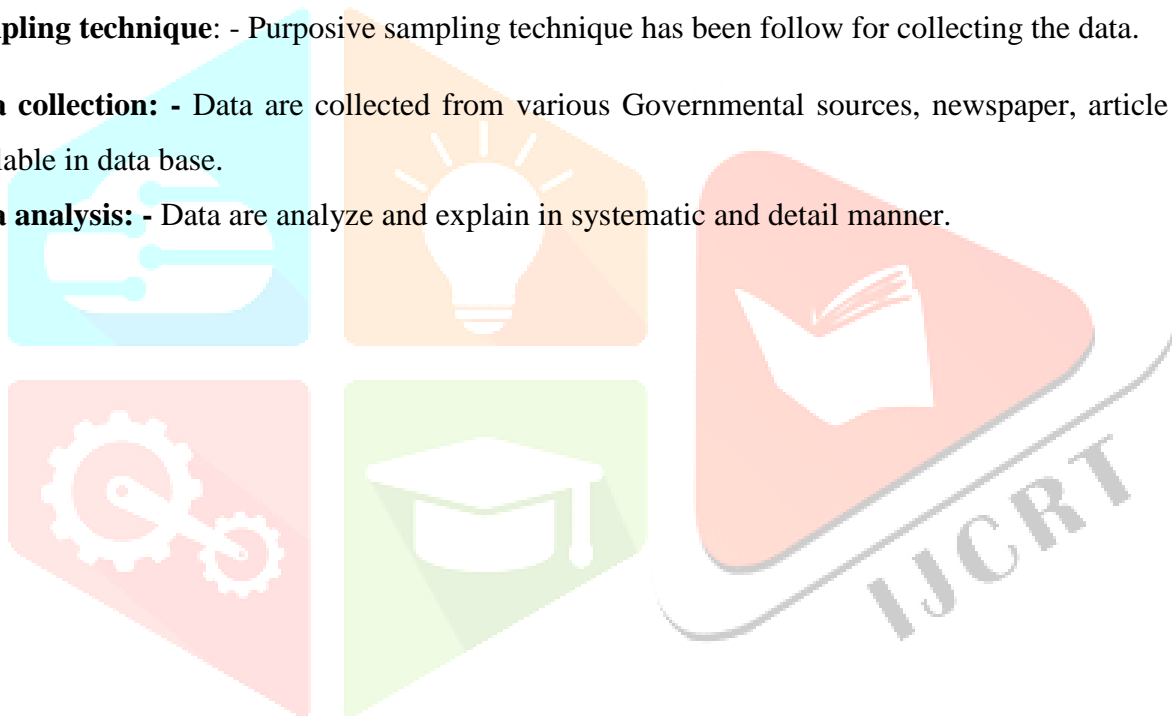 pling technique: - Purposive sampling technique has been follow for collecting the data.
a collection: - Data are collected from various Governmental sources, newspaper, article
lable in data base.
a analysis: - Data are analyze and explain in systematic and detail manner.
IJCRT